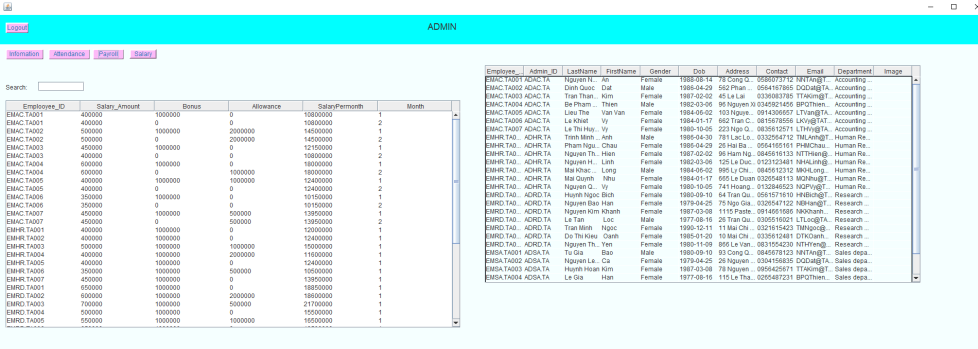 ADMIN
Logout
Infomation Attendance Payroll Salary
Search:
Emplooyee_ID Salary_Amount Bonus Allowance SalaryPermonth Month
EMAC.TA001 400000 1000000 0 10800000 1
EMAC.TA001 400000 0 0 10800000 2
EMAC.TA002 500000 1000000 2000000 14500000 1
EMAC.TA002 500000 0 2000000 14500000 2
EMAC.TA003 450000 1000000 0 12150000 1
EMAC.TA003 400000 0 0 10800000 2
EMAC.TA004 600000 1000000 0 18000000 1
EMAC.TA004 600000 0 1000000 18000000 2
EMAC.TA005 400000 1000000 1000000 12400000 1
EMAC.TA005 400000 0 0 12400000 2
EMAC.TA006 350000 1000000 0 10150000 1
EMAC.TA006 350000 0 0 10150000 2
EMAC.TA007 450000 1000000 500000 13950000 1
EMAC.TA007 450000 0 500000 13950000 2
EMHR.TA001 400000 1000000 0 12000000 1
EMHR.TA002 400000 1000000 0 12400000 1
EMHR.TA003 500000 1000000 500000 15000000 1
EMHR.TA004 400000 1000000 2000000 11600000 1
EMHR.TA005 400000 1000000 0 12400000 1
EMHR.TA006 350000 1000000 500000 10500000 1
EMHR.TA007 450000 1000000 0 13950000 1
EMRD.TA001 650000 1000000 0 18850000 1
EMRD.TA002 600000 1000000 2000000 18600000 1
EMRD.TA003 700000 1000000 500000 21700000 1
EMRD.TA004 500000 1000000 0 15500000 1
EMRD.TA005 550000 1000000 1000000 16500000 1
Employee_... Admin_ID LastName FirstName Gender Dob Address Contact Email Department Image
EMAC.TA001 ADAC.TA Nguyen N... An Female 1988-08-14 78 Cong Q... 0586073712 NNTAn@T... Accounting ...
EMAC.TA002 ADAC.TA Dinh Quoc Dat Male 1986-04-29 562 Phan ... 0564167865 DQDat@TA... Accounting ...
EMAC.TA003 ADAC.TA Tran Than... Kim Female 1987-02-02 45 Le Lai 0336083785 TTAKim@T... Accounting ...
EMAC.TA004 ADAC.TA Be Pham ... Thien Male 1982-03-06 96 Nguyen Xi 0345921456 BPQThien... Accounting ...
EMAC.TA005 ADAC.TA Lieu The Van Van Female 1984-06-02 103 Nguye... 0914306657 LTVan@TA... Accounting ...
EMAC.TA006 ADAC.TA Le Khiet Vy Female 1984-01-17 662 Tran C... 0815678556 LKVy@TAT... Accounting ...
EMAC.TA007 ADAC.TA Le Thi Huy... Vy Female 1980-10-05 223 Ngo Q... 0835612571 LTHVy@TA... Accounting ...
EMHR.TA0... ADHR.TA Trinh Minh... Anh Male 1986-04-30 781 Lac Lo... 0332564712 TMLAnh@T... Human Re...
EMHR.TA0... ADHR.TA Pham Ngu... Chau Female 1986-04-29 26 Hai Ba ... 0564165161 PHMChau... Human Re...
EMHR.TA0... ADHR.TA Nguyen Th... Hien Female 1987-02-02 96 Ham Ng... 0845616133 NTTHien@... Human Re...
EMHR.TA0... ADHR.TA Nguyen H... Linh Female 1982-03-06 125 Le Duc... 0123123481 NHALinh@... Human Re...
EMHR.TA0... ADHR.TA Mai Khac ... Long Male 1984-06-02 995 Ly Chi... 0845612312 MKHLong... Human Re...
EMHR.TA0... ADHR.TA Mai Quynh Nhu Female 1984-01-17 665 Le Duan 0326548113 MQNhu@T... Human Re...
EMHR.TA0... ADHR.TA Nguyen Q... Vy Female 1980-10-05 741 Hoang... 0132846523 NQPVy@T... Human Re...
EMRD.TA0... ADRD.TA Huynh Ngoc Bich Female 1980-09-10 64 Tran Qu... 0561571610 HNBich@T... Research ...
EMRD.TA0... ADRD.TA Nguyen Bao Han Female 1979-04-25 75 Ngo Gia... 0326547122 NBHan@T... Research ...
EMRD.TA0... ADRD.TA Nguyen Kim Khanh Female 1987-03-08 1115 Paste... 0914661686 NKKhanh... Research ...
EMRD.TA0... ADRD.TA Le Tan Loc Male 1977-08-16 26 Tran Qu... 0305516021 LTLoc@TA... Research ...
EMRD.TA0... ADRD.TA Tran Minh Ngoc Female 1990-12-11 11 Mai Chi ... 0321615423 TMNgoc@... Research ...
EMRD.TA0... ADRD.TA Do Thi Kieu Oanh Female 1985-01-20 10 Mai Chi ... 0335612481 DTKOanh... Research ...
EMRD.TA0... ADRD.TA Nguyen Th... Yen Female 1980-11-09 866 Le Van... 0831554230 NTHYen@... Research ...
EMSA.TA001 ADSA.TA Tu Gia Bao Male 1980-09-10 93 Cong Q... 0845678123 NNTAn@T... Sales depa...
EMSA.TA002 ADSA.TA Nguyen Le... Ca Female 1979-04-25 26 Nguyen ... 0304156835 DQDat@TA... Sales depa...
EMSA.TA003 ADSA.TA Huynh Hoan Kim Female 1987-03-08 78 Nguyen ... 0956425671 TTAKim@T... Sales depa...
EMSA.TA004 ADSA.TA Le Tan Har Female 1977-08-16 115 Le Tha... 0265487231 BPQThien... Sales depa...